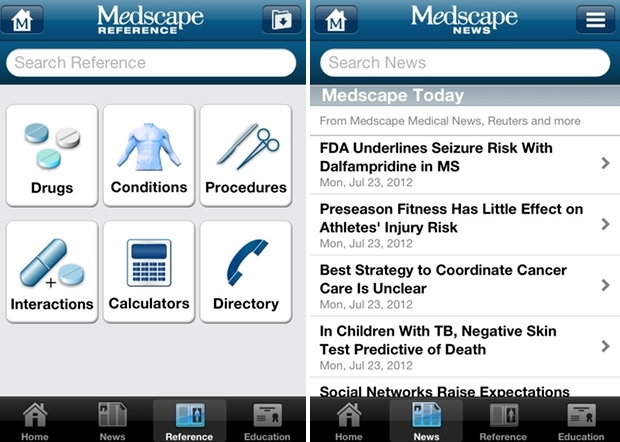 M
Medscape
REFERENCE
Search Reference
Drugs
Conditions
Procedures
Interactions
Calculators
Directory
Home
News
Reference
Education
M
Medscape
NEWS
Search News
Medscape Today
From Medscape Medical News, Reuters and more
FDA Underlines Seizure Risk With
Dalfampridine in MS
Mon, Jul 23, 2012
Preseason Fitness Has Little Effect on
Athletes' Injury Risk
Mon, Jul 23, 2012
Best Strategy to Coordinate Cancer
Care Is Unclear
Mon, Jul 23, 2012
In Children With TB, Negative Skin
Test Predictive of Death
Mon, Jul 23, 2012
Social Networks Raise Expectations
Home
News
Reference
Education